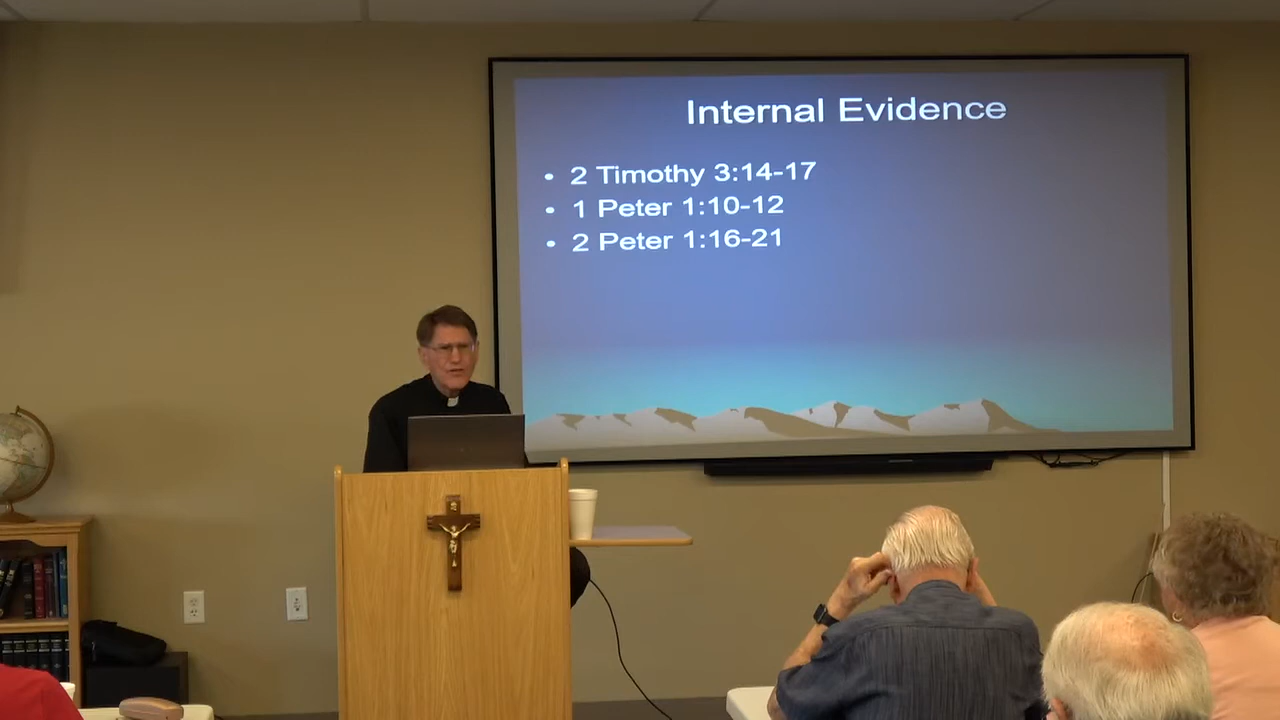 Internal Evidence
• 2 Timothy 3:14-17
• 1 Peter 1:10-12
• 2 Peter 1:16-21